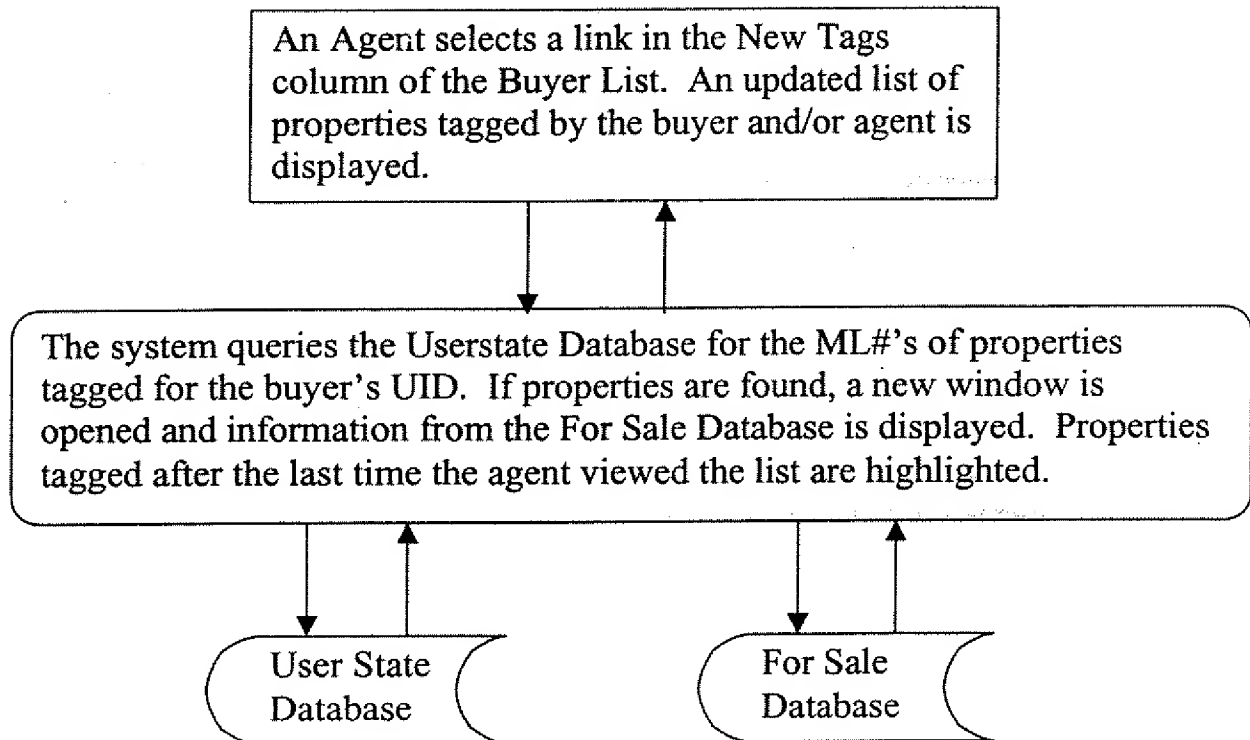 An Agent selects a link in the New Tags
column of the Buyer List.  An updated list of
properties tagged by the buyer and/or agent is
displayed.
The system queries the Userstate Database for the ML#'s of properties
tagged for the buyer's UID.  If properties are found, a new window is
opened and information from the For Sale Database is displayed.  Properties
tagged after the last time the agent viewed the list are highlighted.
User State
Database
For Sale
Database